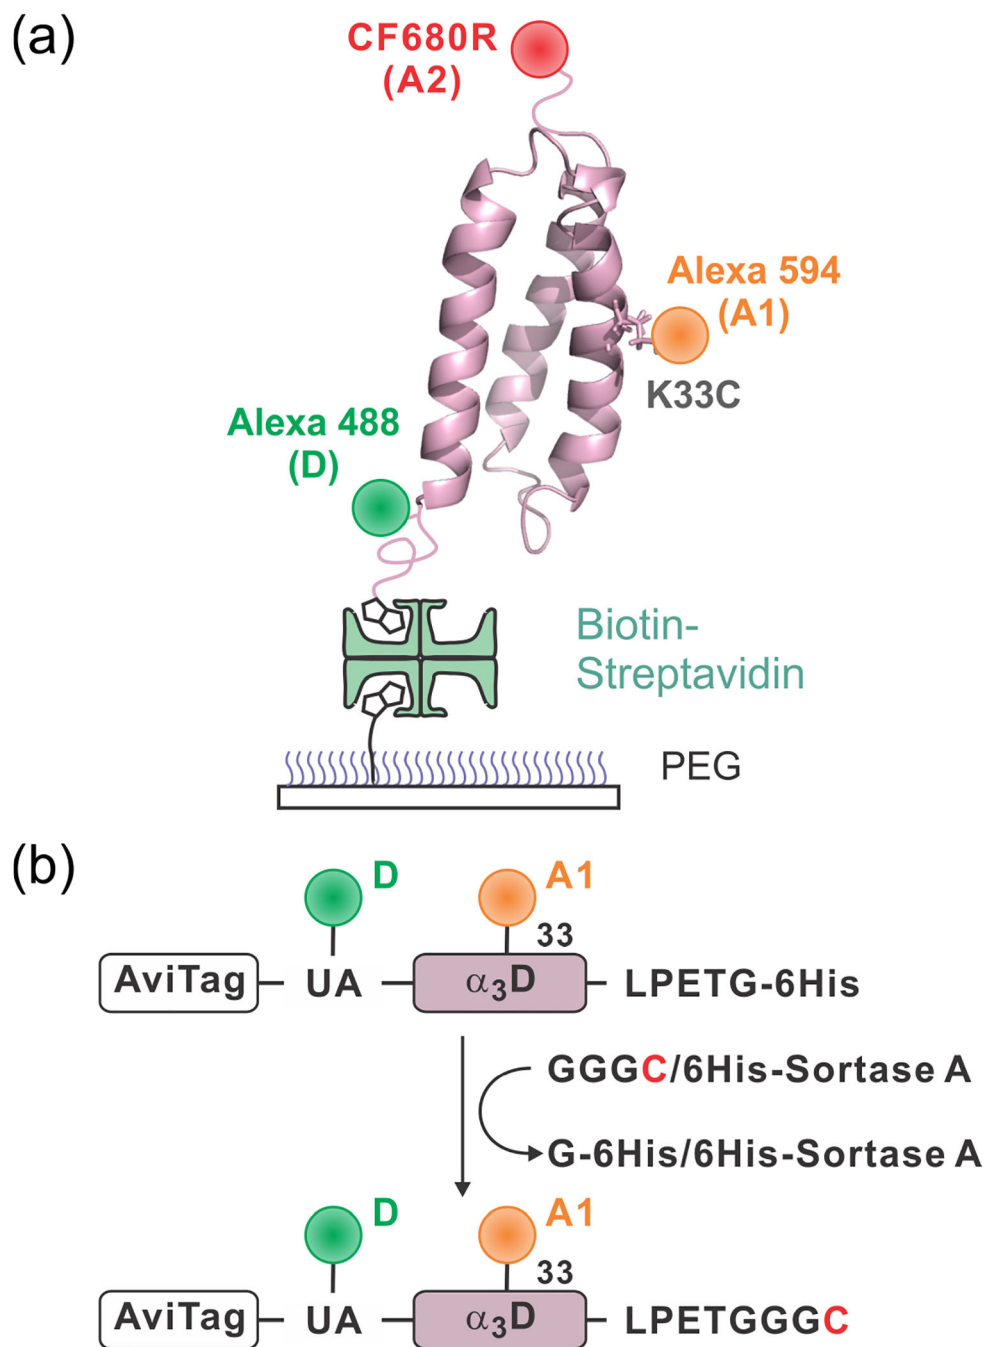 (a)
CF680R
(A2)
Alexa 594
(A1)
K33C
Alexa 488
(D)
Biotin-
Streptavidin
PEG
(b)
D
A1
33
AviTag
UA
α₃D
LPETG-6His
GGGC/6His-Sortase A
G-6His/6His-Sortase A
D
A1
33
AviTag
UA
α₃D
LPETGGGC